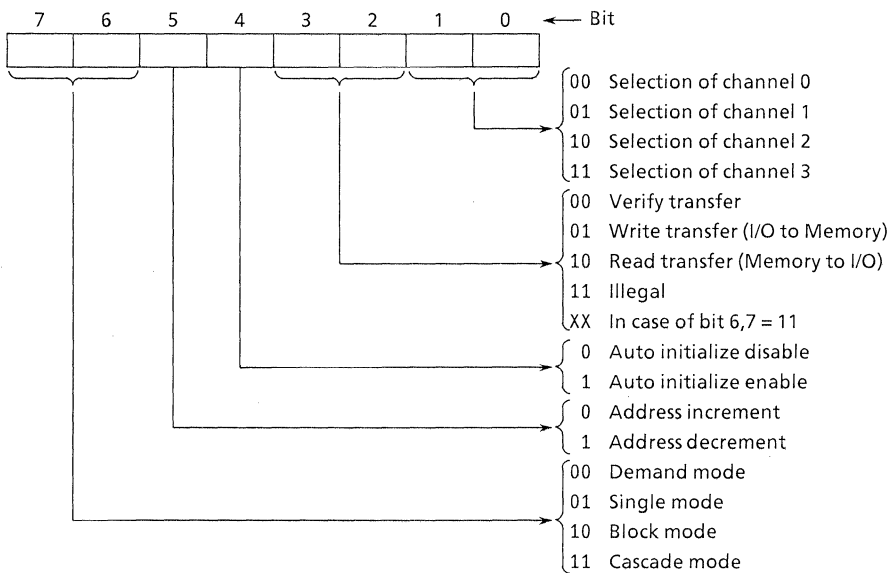 7 6 5 4 3 2 1 0 Bit
00 Selection of channel 0
01 Selection of channel 1
10 Selection of channel 2
11 Selection of channel 3
00 Verify transfer
01 Write transfer (I/O to Memory)
10 Read transfer (Memory to I/O)
11 Illegal
XX In case of bit 6,7 = 11
0 Auto initialize disable
1 Auto initialize enable
0 Address increment
1 Address decrement
00 Demand mode
01 Single mode
10 Block mode
11 Cascade mode